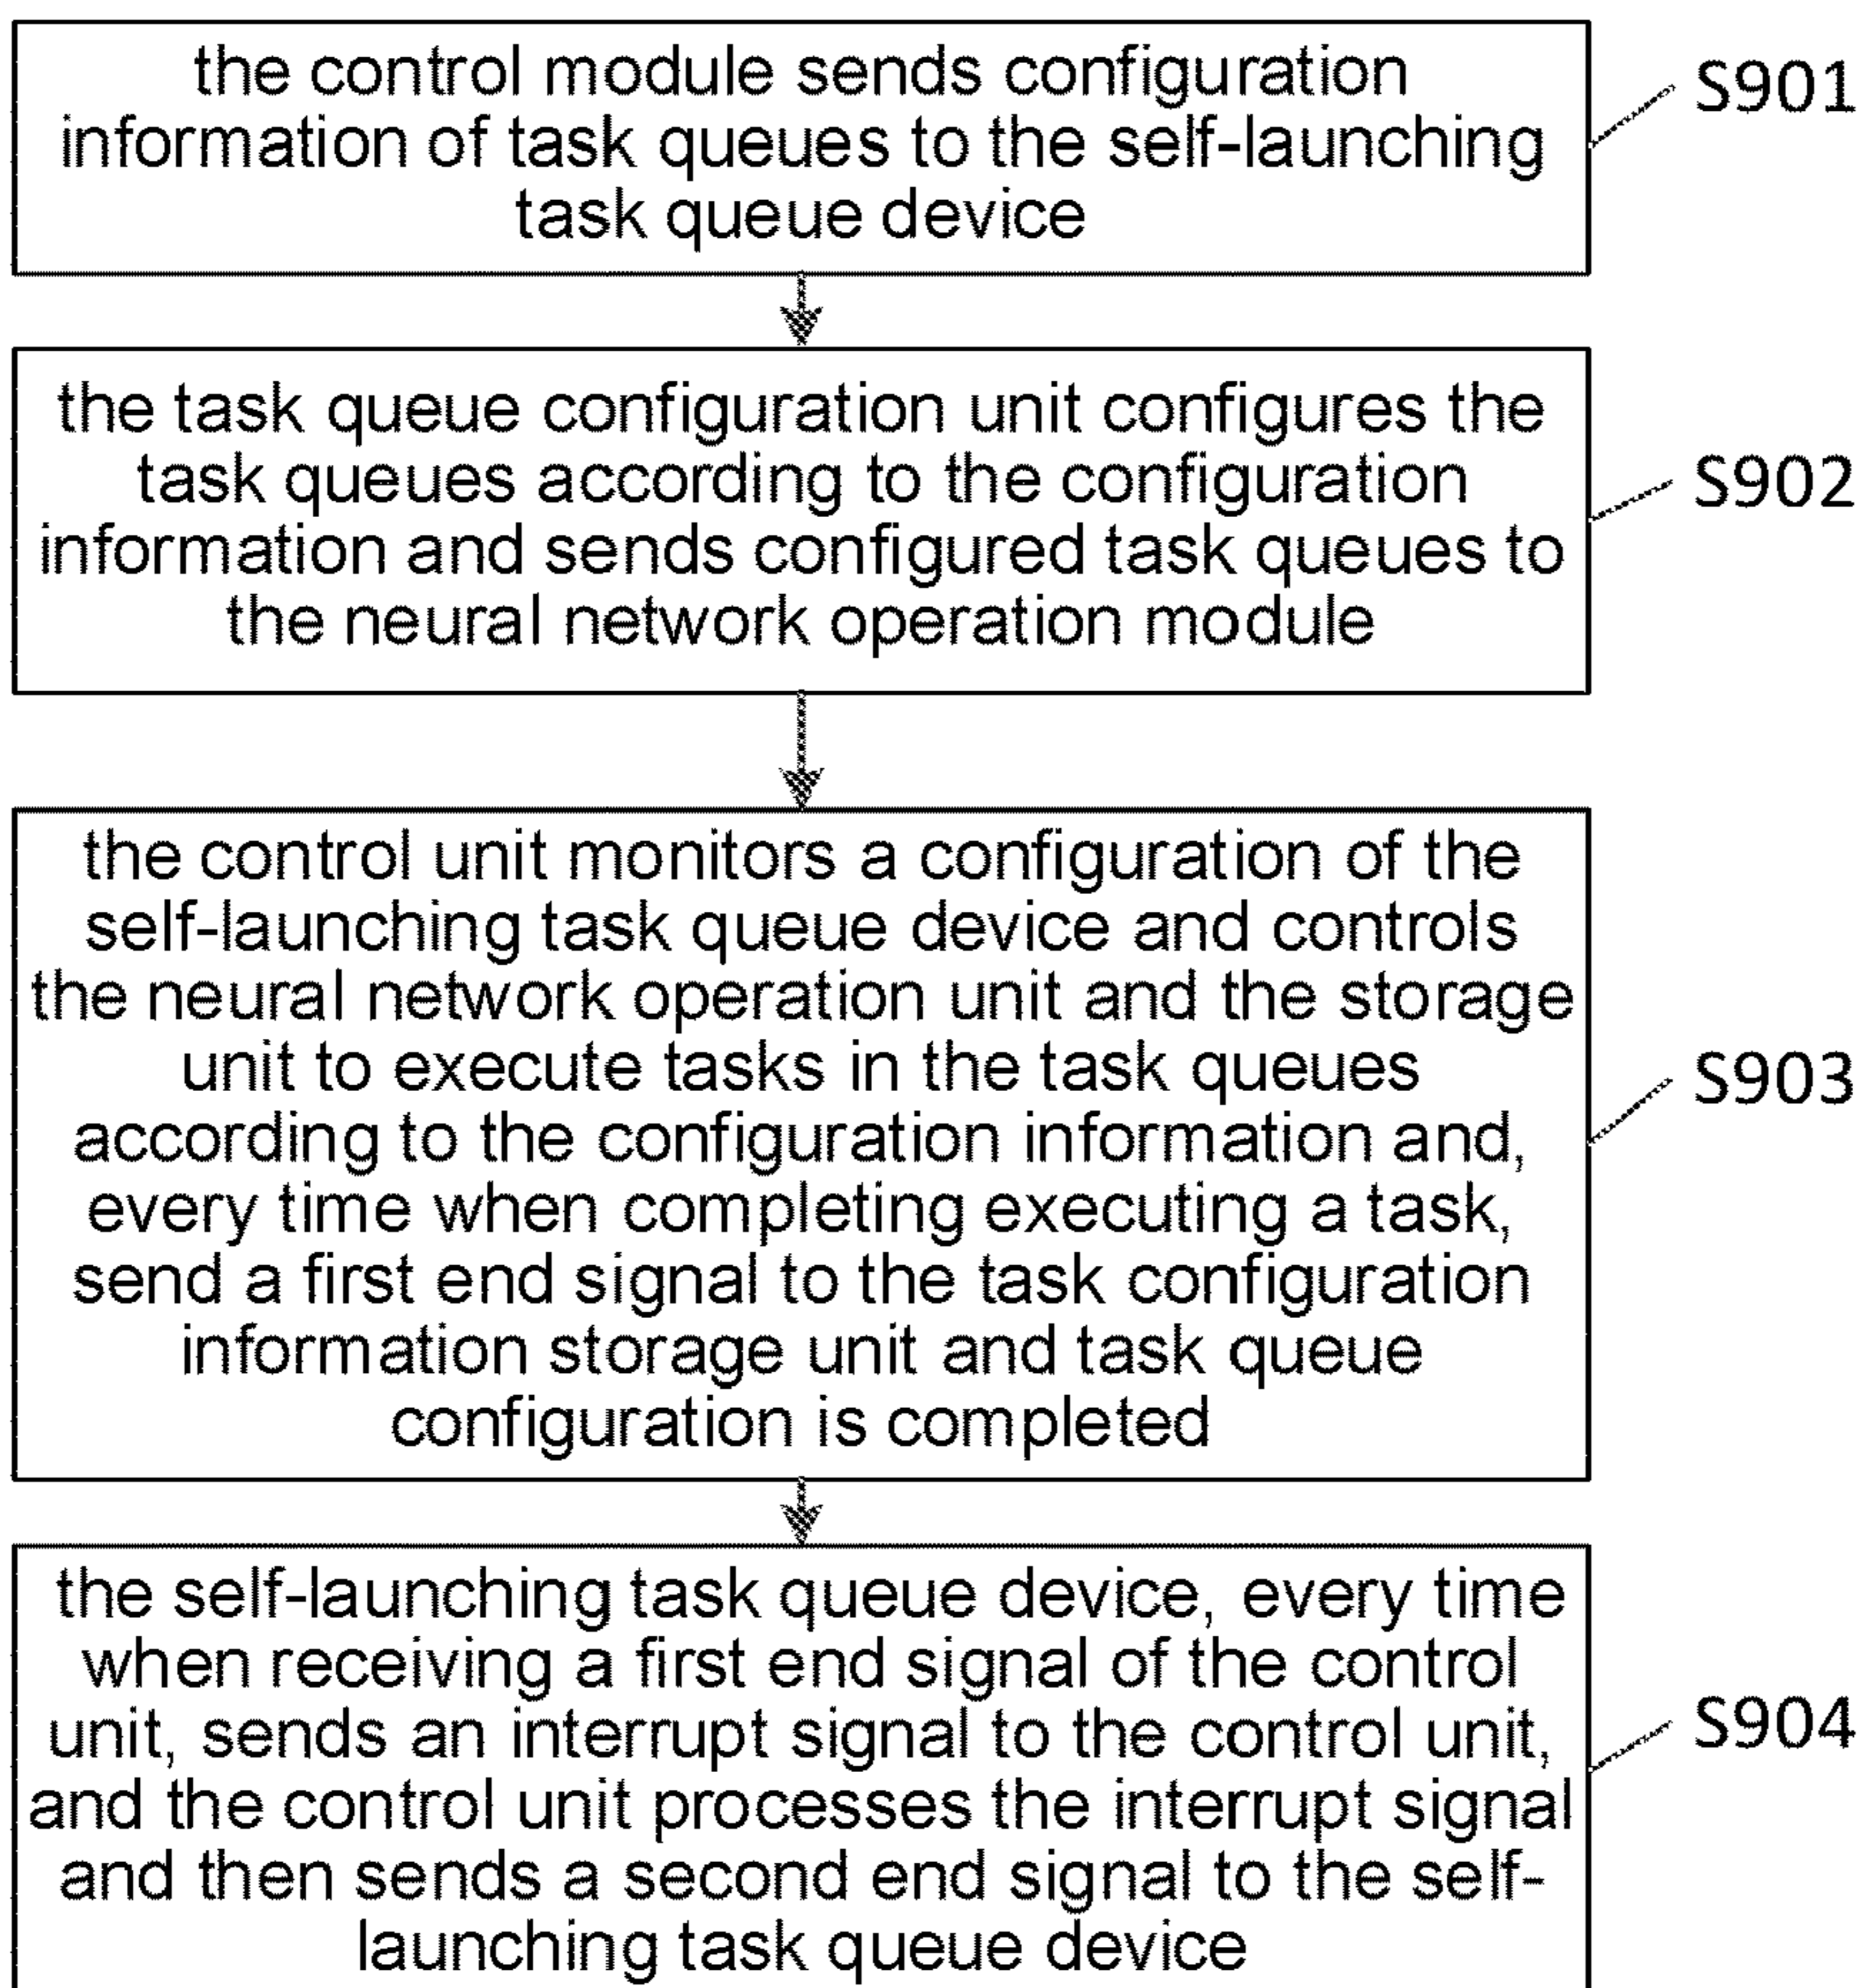 the control module sends configuration
information of task queues to the self-launching
task queue device
S901
the task queue configuration unit configures the
task queues according to the configuration
information and sends configured task queues to
the neural network operation module
S902
the control unit monitors a configuration of the
self-launching task queue device and controls
the neural network operation unit and the storage
unit to execute tasks in the task queues
according to the configuration information and,
every time when completing executing a task,
send a first end signal to the task configuration
information storage unit and task queue
configuration is completed
S903
the self-launching task queue device, every time
when receiving a first end signal of the control
unit, sends an interrupt signal to the control unit,
and the control unit processes the interrupt signal
and then sends a second end signal to the self-
launching task queue device
S904